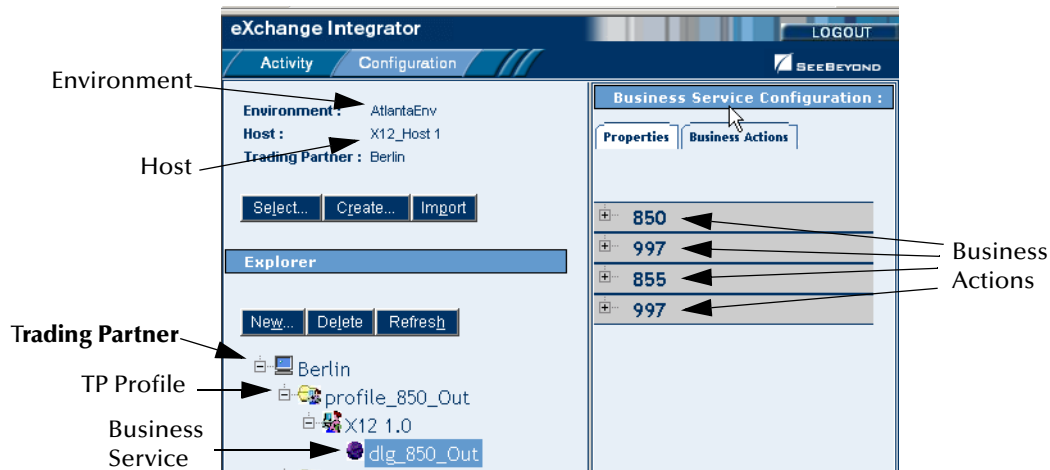 eXchange Integrator
LOGOUT
Activity
Configuration
SEEBEYOND
Environment
Host
Environment : AtlantaEnv
Host : X12_Host 1
Trading Partner : Berlin
Select... Create... Import
Explorer
New... Delete Refresh
Trading Partner
TP Profile
Business
Service
Berlin
profile_850_Out
X12 1.0
dlg_850_Out
Business Service Configuration :
Properties
Business Actions
850
997
855
997
Business
Actions